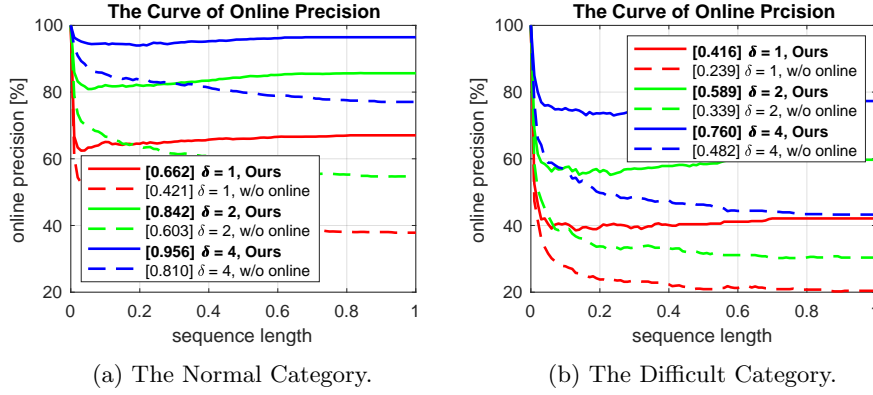 The Curve of Online Precision
100
80
60
40
20
online precision [%]
[0.662] δ = 1, Ours
[0.421] δ = 1, w/o online
[0.842] δ = 2, Ours
[0.603] δ = 2, w/o online
[0.956] δ = 4, Ours
[0.810] δ = 4, w/o online
0 0.2 0.4 0.6 0.8 1
sequence length
(a) The Normal Category.
The Curve of Online Prcision
100
80
60
40
20
online precision [%]
[0.416] δ = 1, Ours
[0.239] δ = 1, w/o online
[0.589] δ = 2, Ours
[0.339] δ = 2, w/o online
[0.760] δ = 4, Ours
[0.482] δ = 4, w/o online
0 0.2 0.4 0.6 0.8 1
sequence length
(b) The Difficult Category.